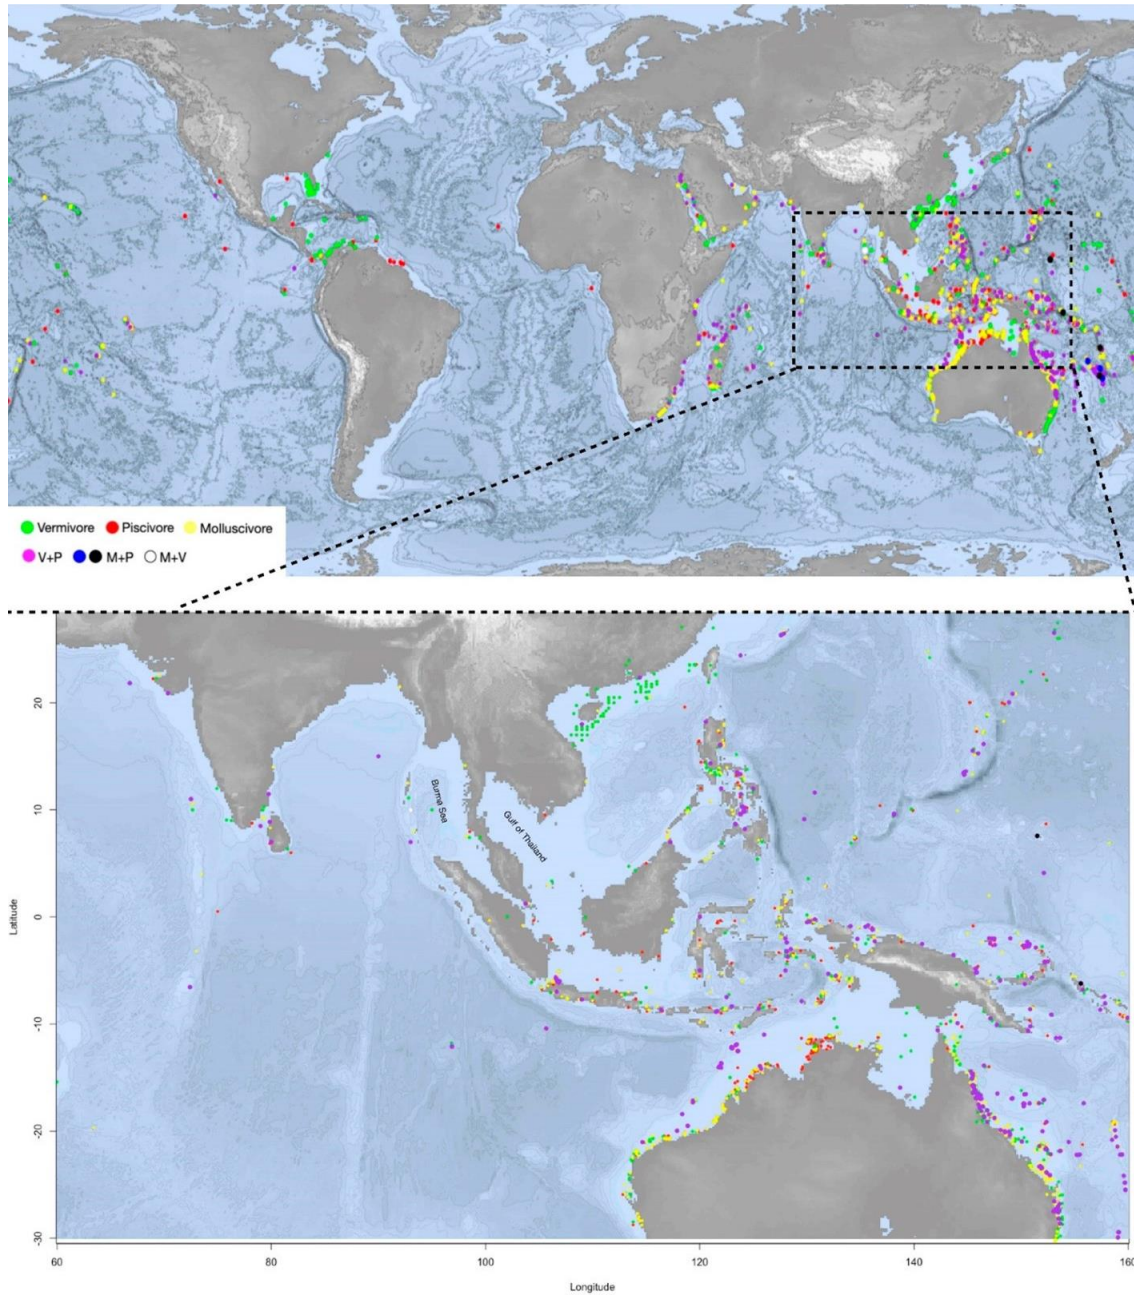 Vermivore Piscivore Molluscivore
V+P M+P M+V
20
10
0
-10
-20
-30
Latitude
Burma Sea
Gulf of Thailand
60 80 100 120 140 160
Longitude